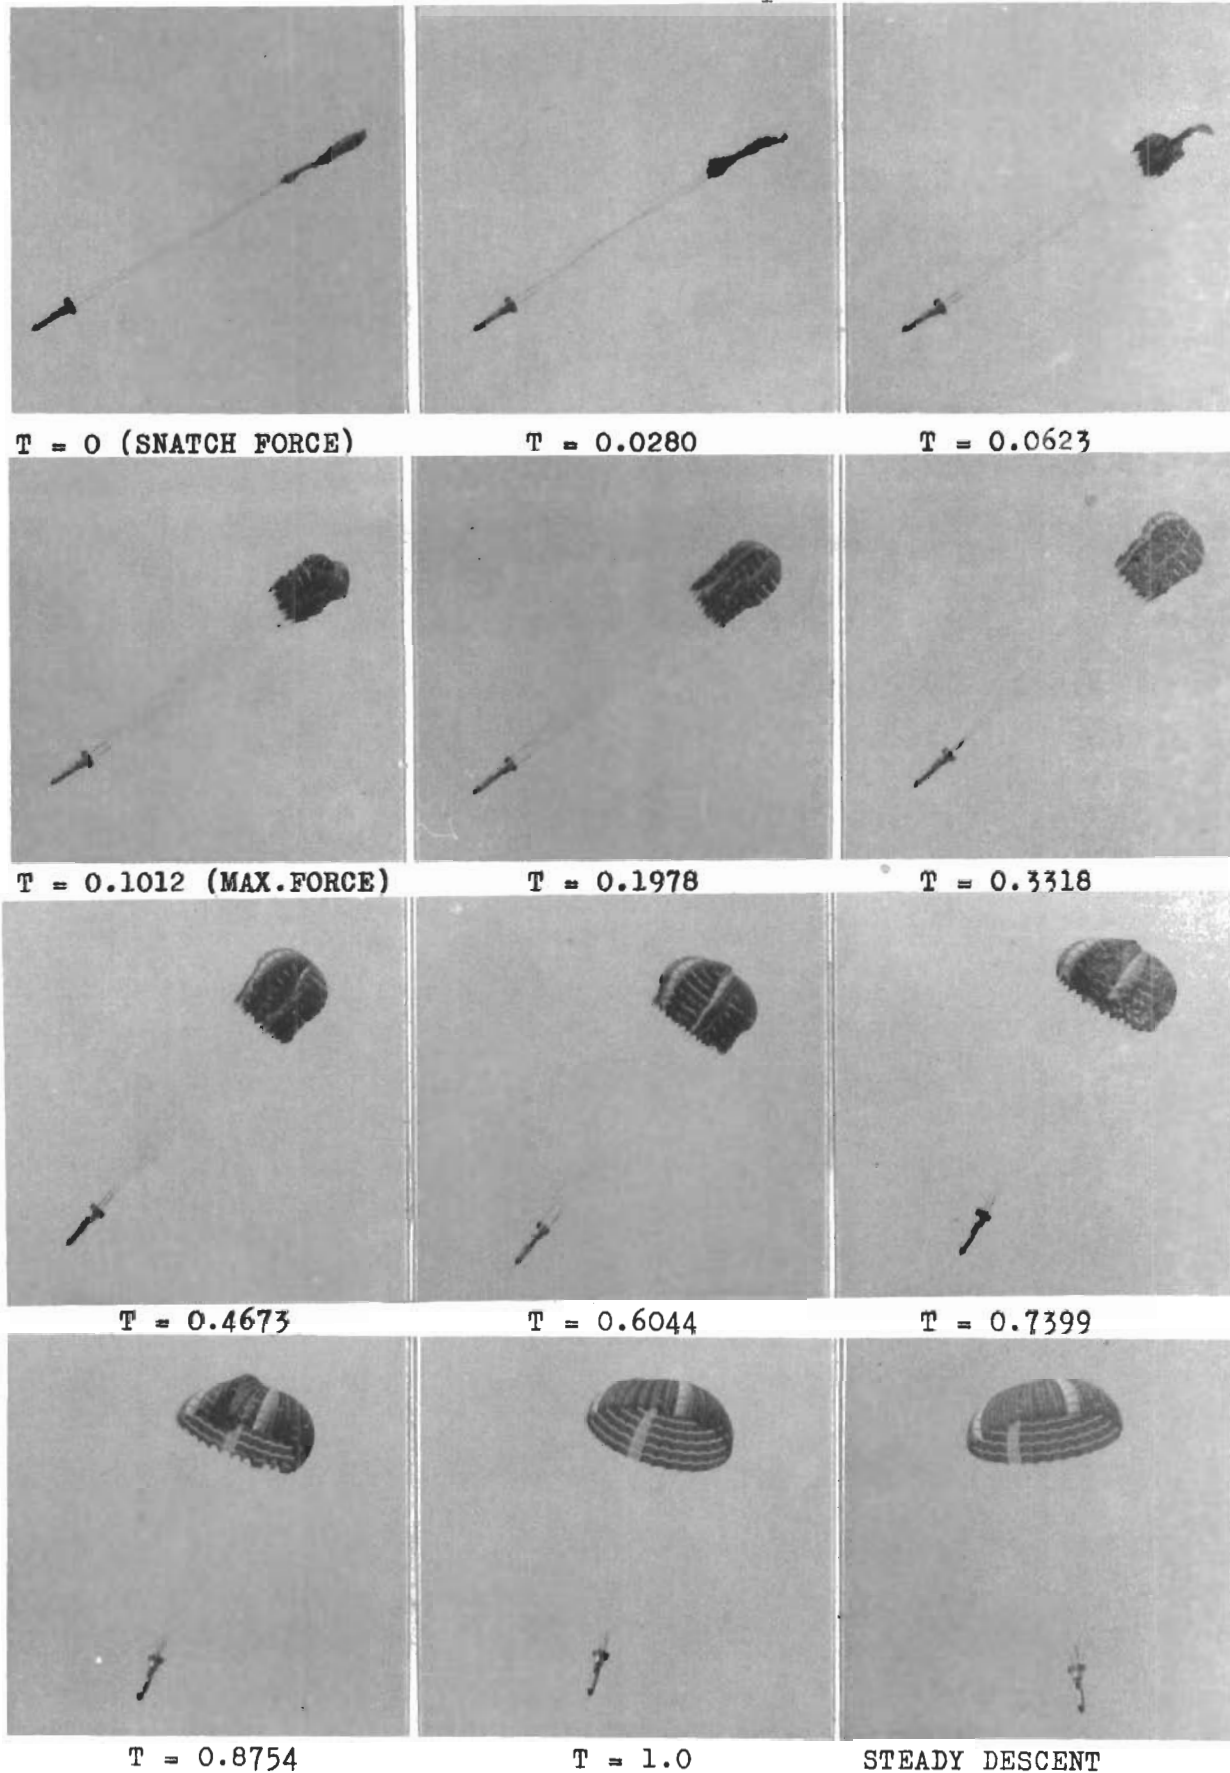 T = 0 (SNATCH FORCE)
T = 0.0280
T = 0.0623
T = 0.1012 (MAX.FORCE)
T = 0.1978
T = 0.3318
T = 0.4673
T = 0.6044
T = 0.7399
T = 0.8754
T = 1.0
STEADY DESCENT